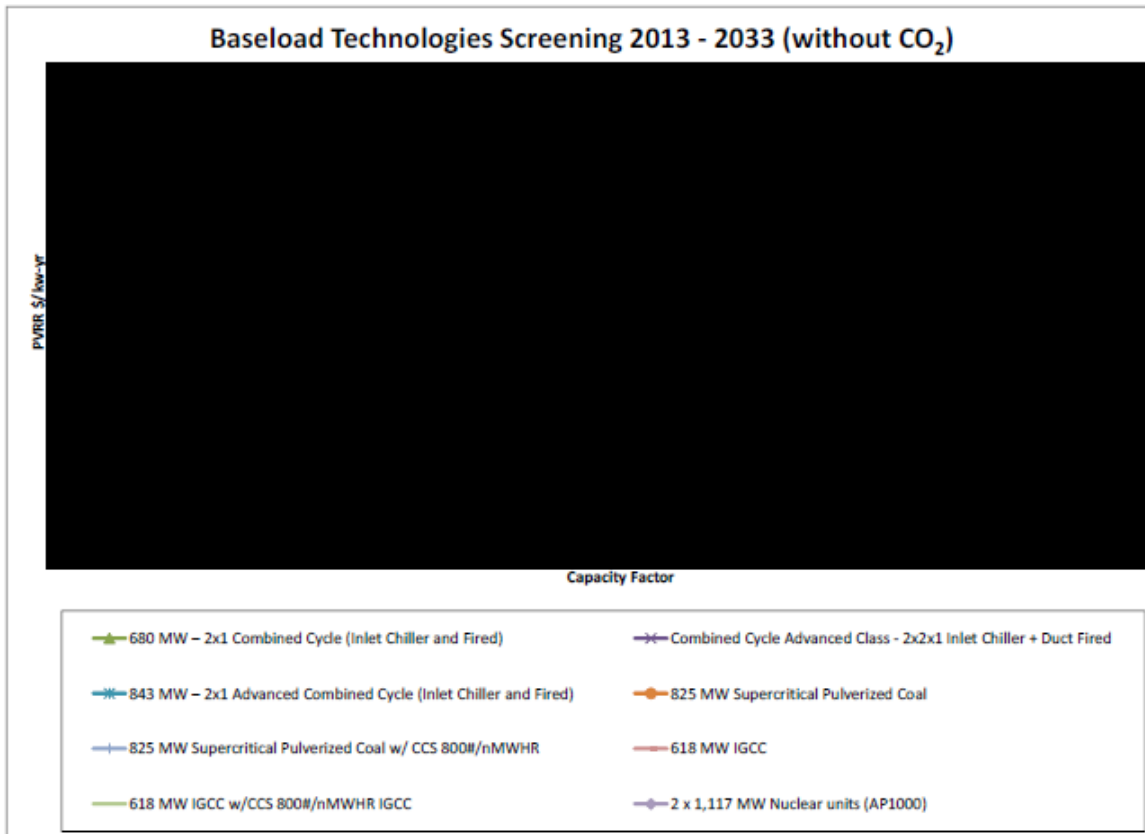 Baseload Technologies Screening 2013 - 2033 (without CO₂)
PVRR $/kw-yr
Capacity Factor
680 MW – 2x1 Combined Cycle (Inlet Chiller and Fired)
Combined Cycle Advanced Class - 2x2x1 Inlet Chiller + Duct Fired
843 MW – 2x1 Advanced Combined Cycle (Inlet Chiller and Fired)
825 MW Supercritical Pulverized Coal
825 MW Supercritical Pulverized Coal w/ CCS 800#/nMWHR
618 MW IGCC
618 MW IGCC w/CCS 800#/nMWHR IGCC
2 x 1,117 MW Nuclear units (AP1000)